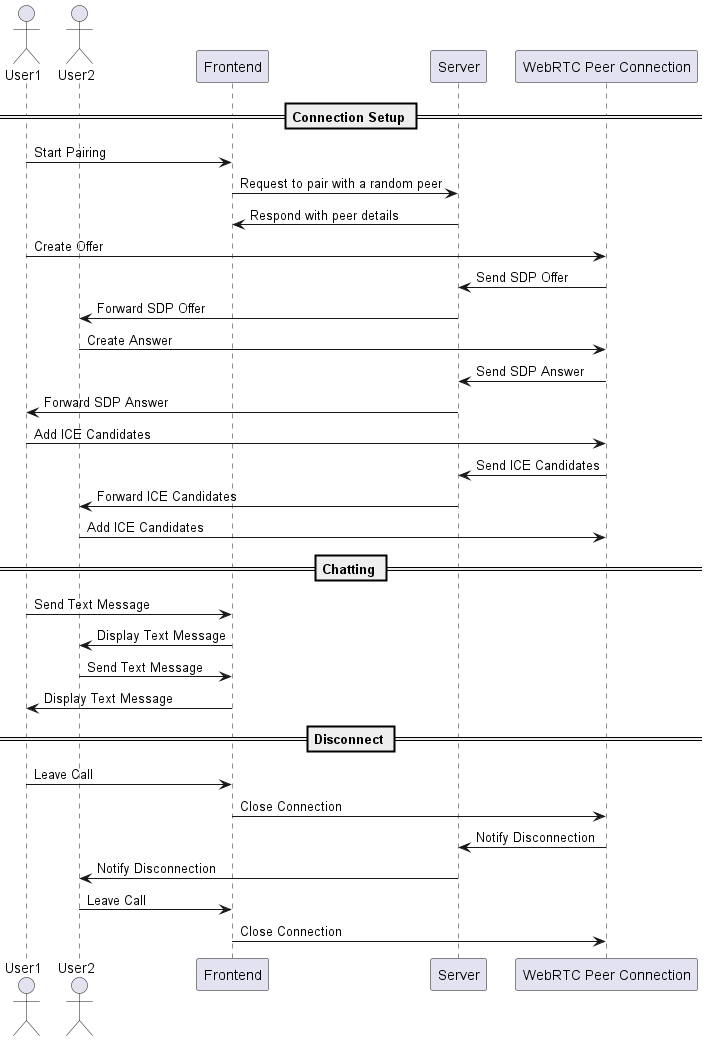 User1
User2
Frontend
Server
WebRTC Peer Connection
Connection Setup
Start Pairing
Request to pair with a random peer
Respond with peer details
Create Offer
Send SDP Offer
Forward SDP Offer
Create Answer
Send SDP Answer
Forward SDP Answer
Add ICE Candidates
Send ICE Candidates
Forward ICE Candidates
Add ICE Candidates
Chatting
Send Text Message
Display Text Message
Send Text Message
Display Text Message
Disconnect
Leave Call
Close Connection
Notify Disconnection
Notify Disconnection
Leave Call
Close Connection
User1
User2
Frontend
Server
WebRTC Peer Connection